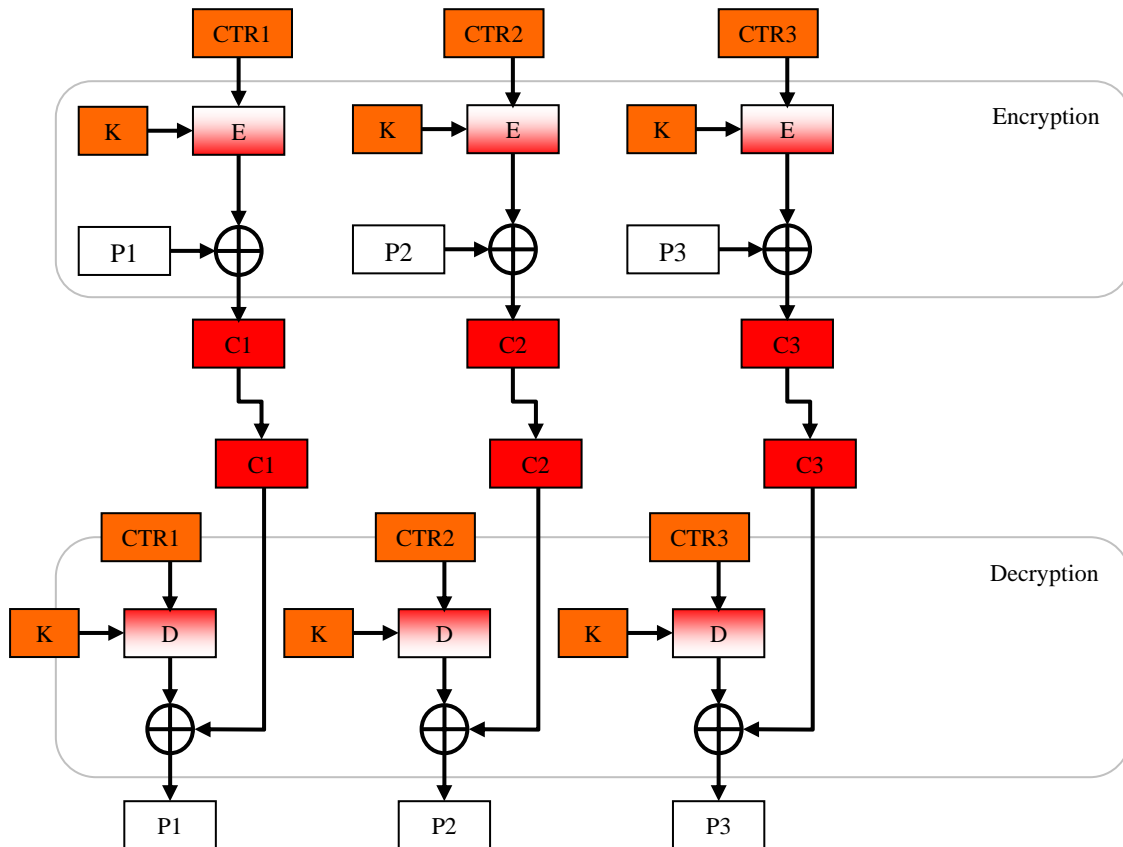 CTR1
CTR2
CTR3
Encryption
K
E
K
E
K
E
P1
P2
P3
C1
C2
C3
C1
C2
C3
CTR1
CTR2
CTR3
Decryption
K
D
K
D
K
D
P1
P2
P3